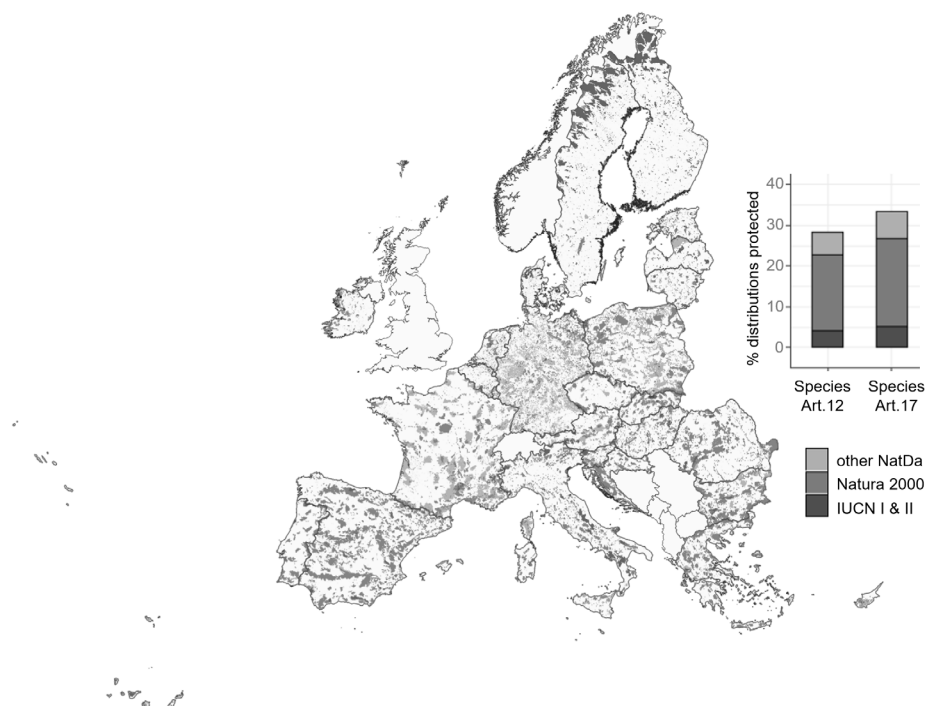 % distributions protected
40
30
20
10
0
Species Species
Art.12 Art.17
other NatDa
Natura 2000
IUCN I & II